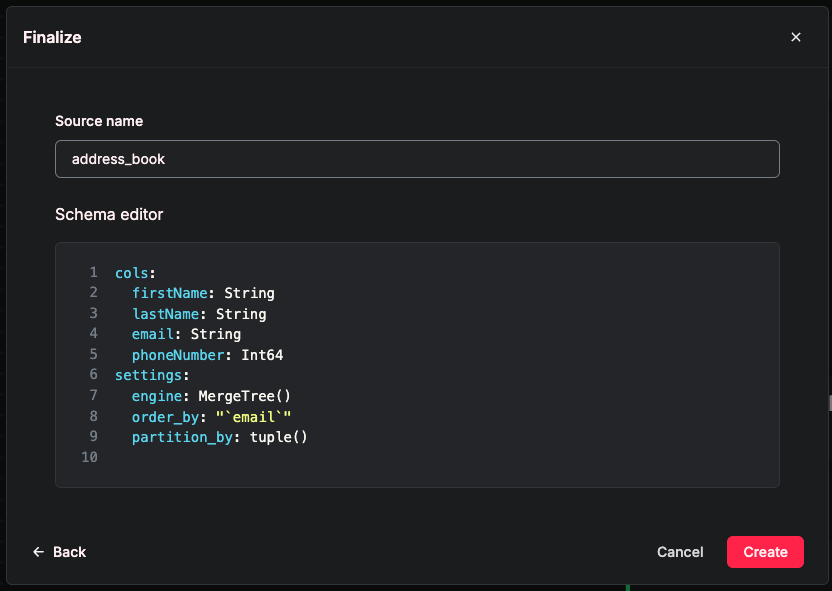 Finalize
Source name
address_book
Schema editor
1 cols:
2   firstName: String
3   lastName: String
4   email: String
5   phoneNumber: Int64
6 settings:
7   engine: MergeTree()
8   order_by: "`email`"
9   partition_by: tuple()
10
← Back Cancel Create